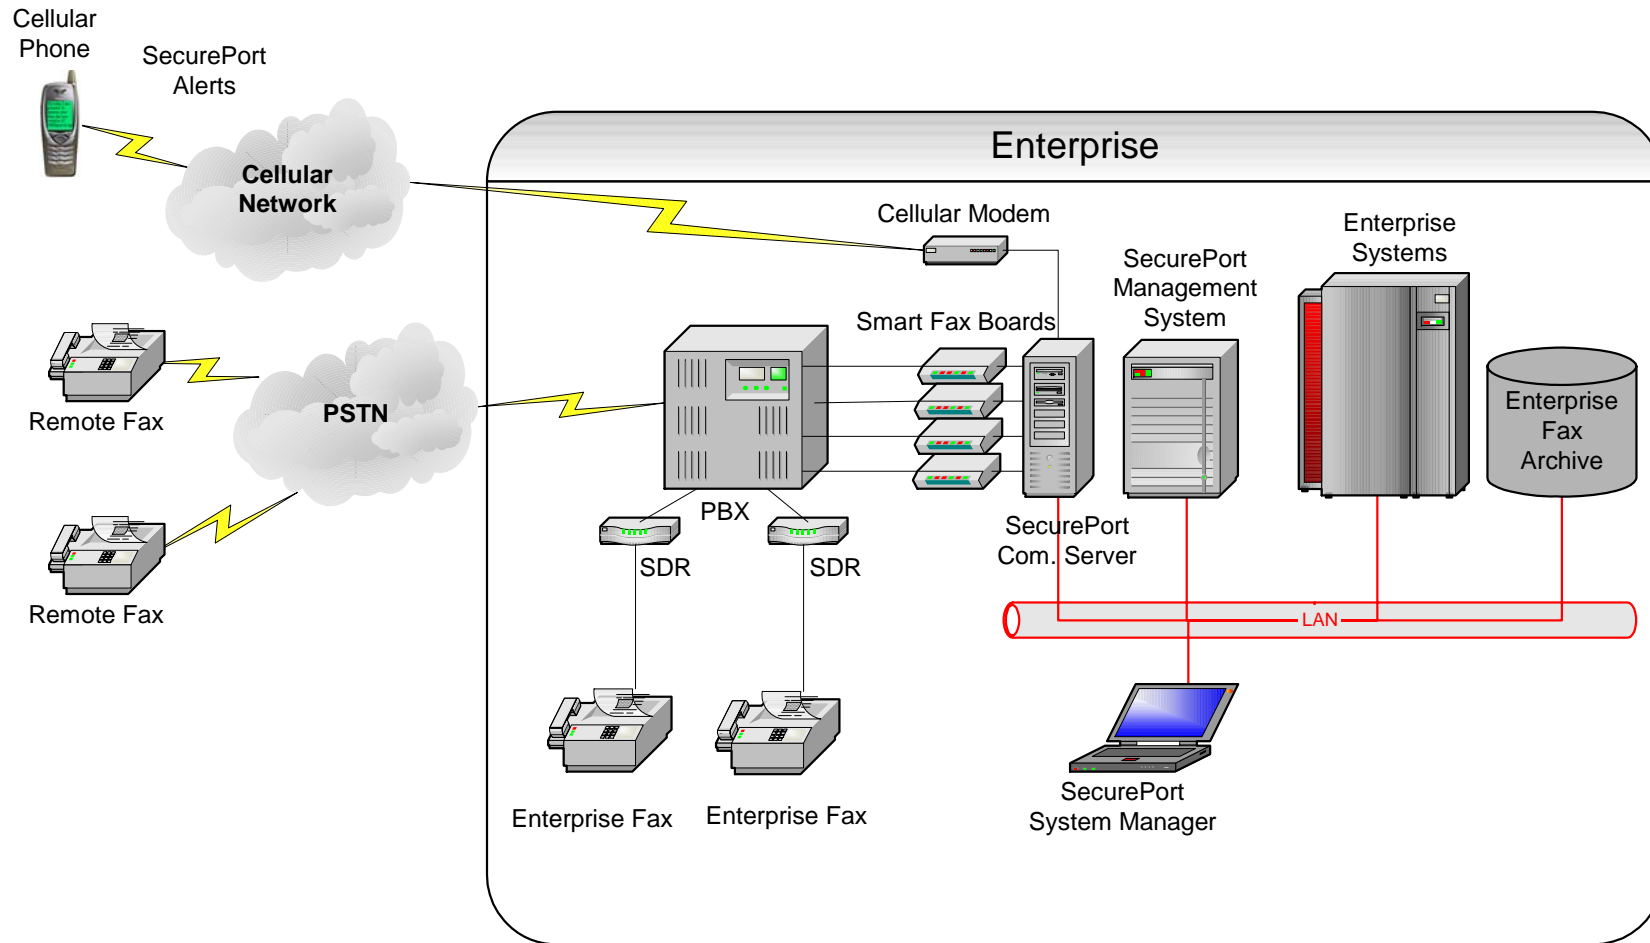 Cellular
Phone
SecurePort
Alerts
Cellular
Network
Enterprise
Cellular Modem
Enterprise
Systems
SecurePort
Management
System
Smart Fax Boards
Remote Fax
PSTN
Enterprise
Fax
Archive
PBX
SecurePort
Com. Server
SDR
SDR
Remote Fax
LAN
Enterprise Fax
Enterprise Fax
SecurePort
System Manager